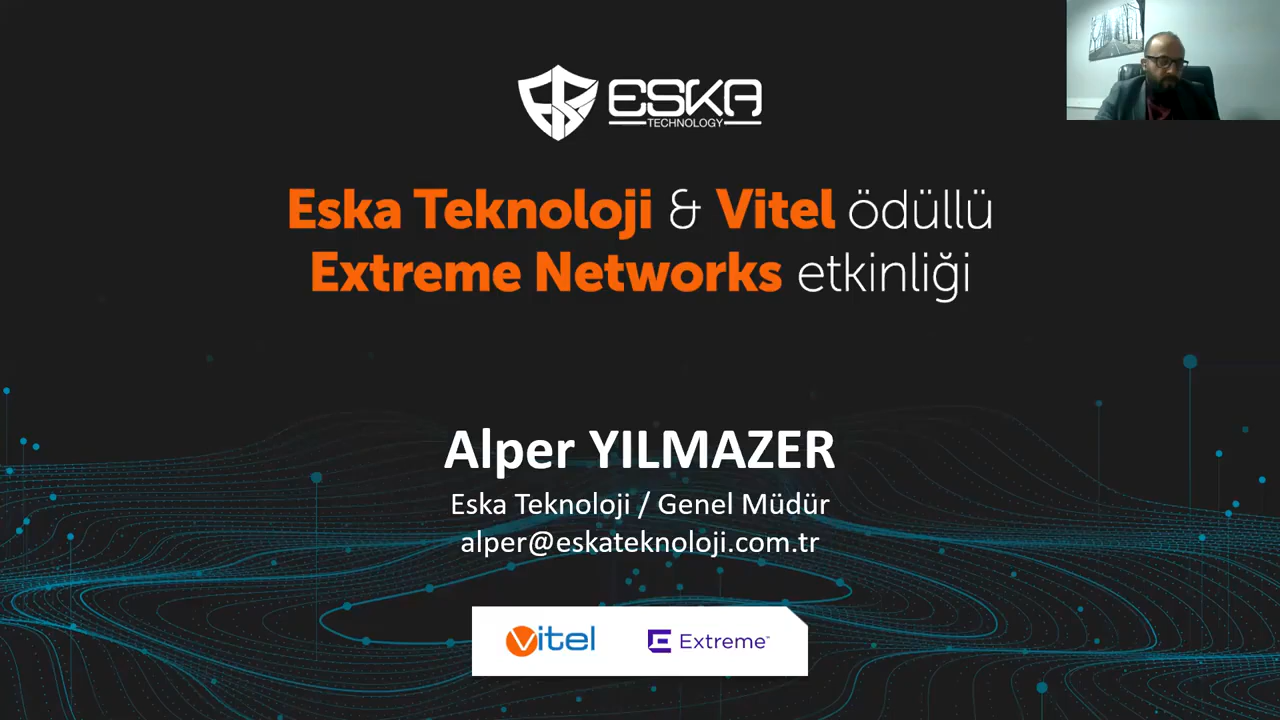 ESKA
TECHNOLOGY
Eska Teknoloji & Vitel ödüllü
Extreme Networks etkinliği
Alper YILMAZER
Eska Teknoloji / Genel Müdür
alper@eskateknoloji.com.tr
vitel
Extreme™